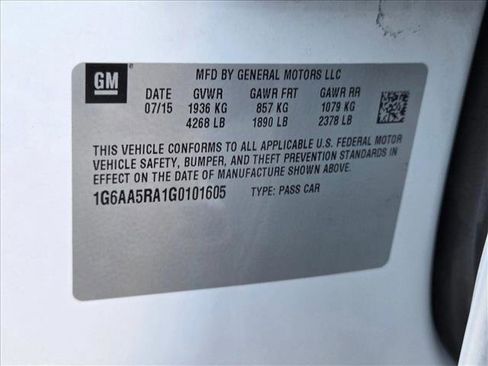 GM
MFD BY GENERAL MOTORS LLC
DATE GVWR GAWR FRT GAWR RR
07/15 1936 KG 857 KG 1079 KG
4268 LB 1890 LB 2378 LB
THIS VEHICLE CONFORMS TO ALL APPLICABLE U.S. FEDERAL MOTOR
VEHICLE SAFETY, BUMPER, AND THEFT PREVENTION STANDARDS IN
EFFECT ON THE DATE OF MANUFACTURE SHOWN ABOVE.
1G6AA5RA1G0101605 TYPE: PASS CAR